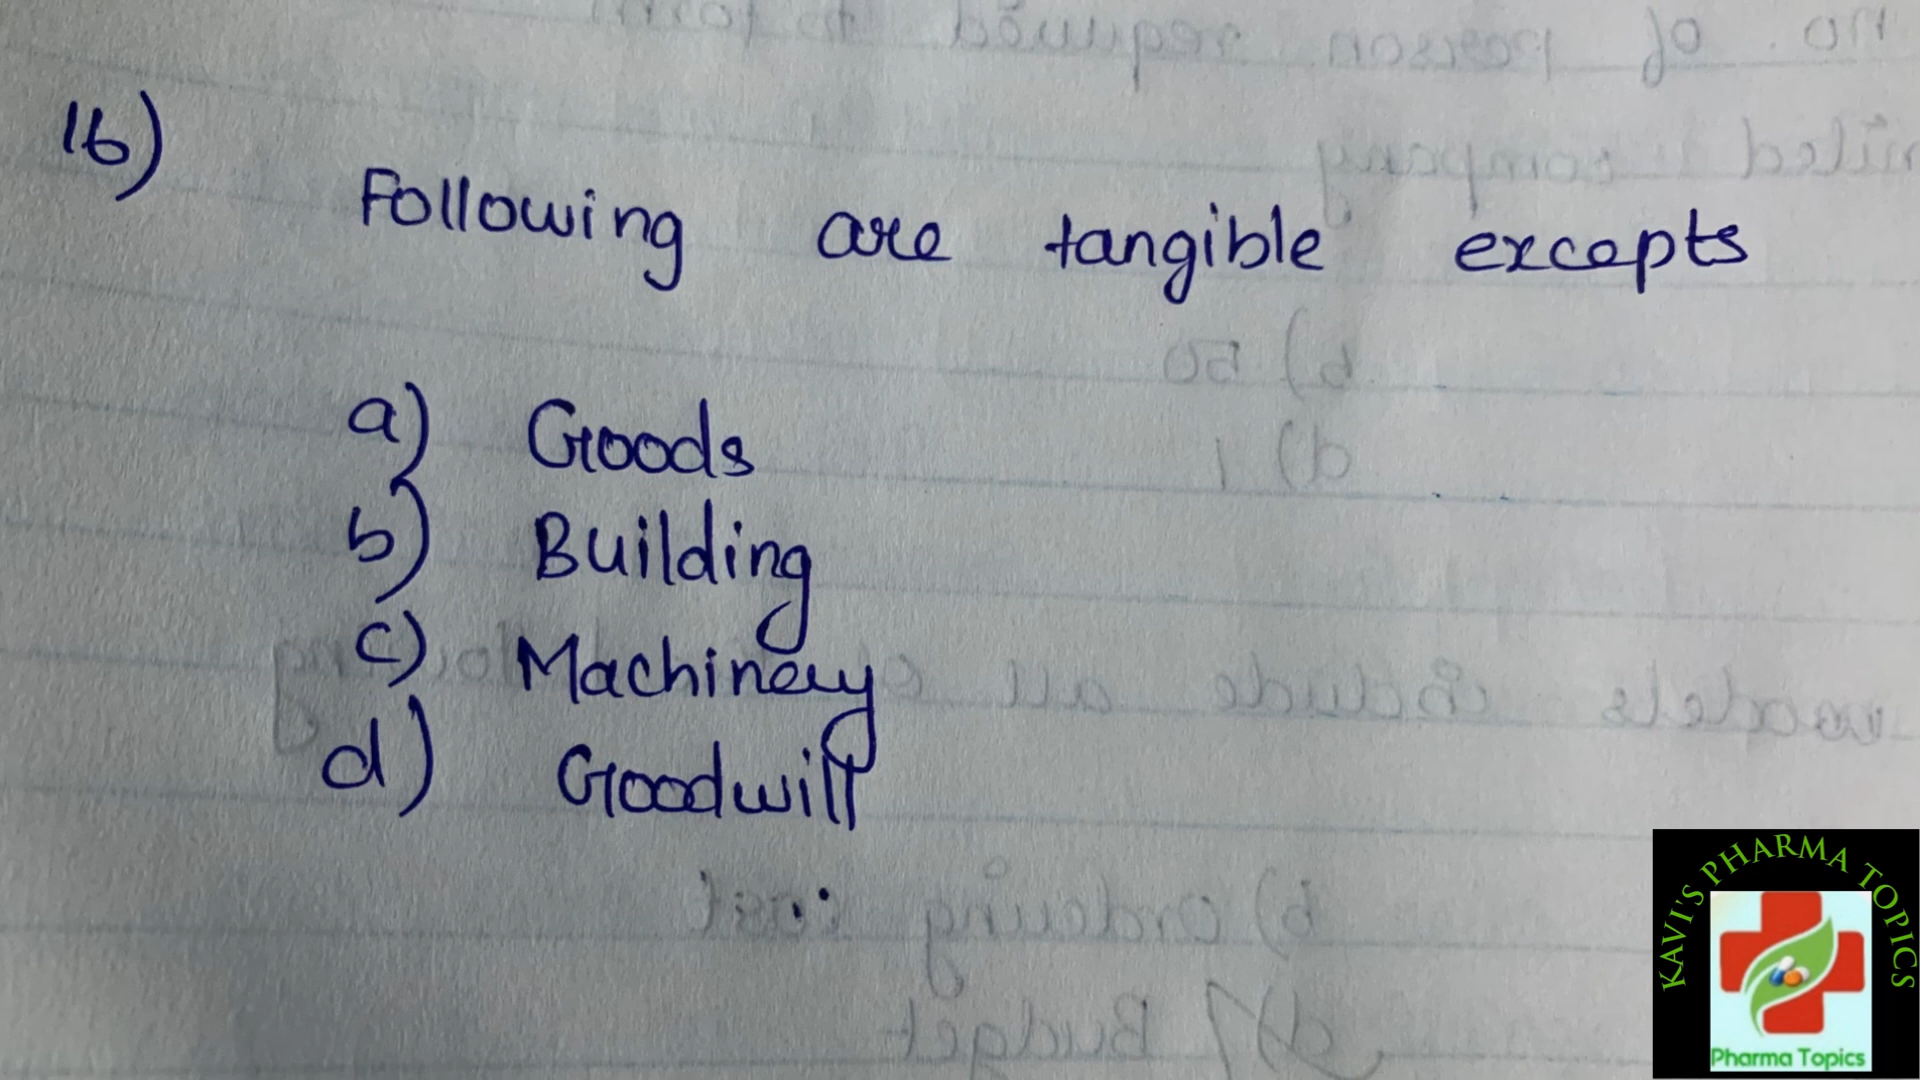 16)
Following are tangible excepts
a) Goods
b) Building
c) Machinery
d) Goodwill
KAVI'S PHARMA TOPICS
Pharma Topics